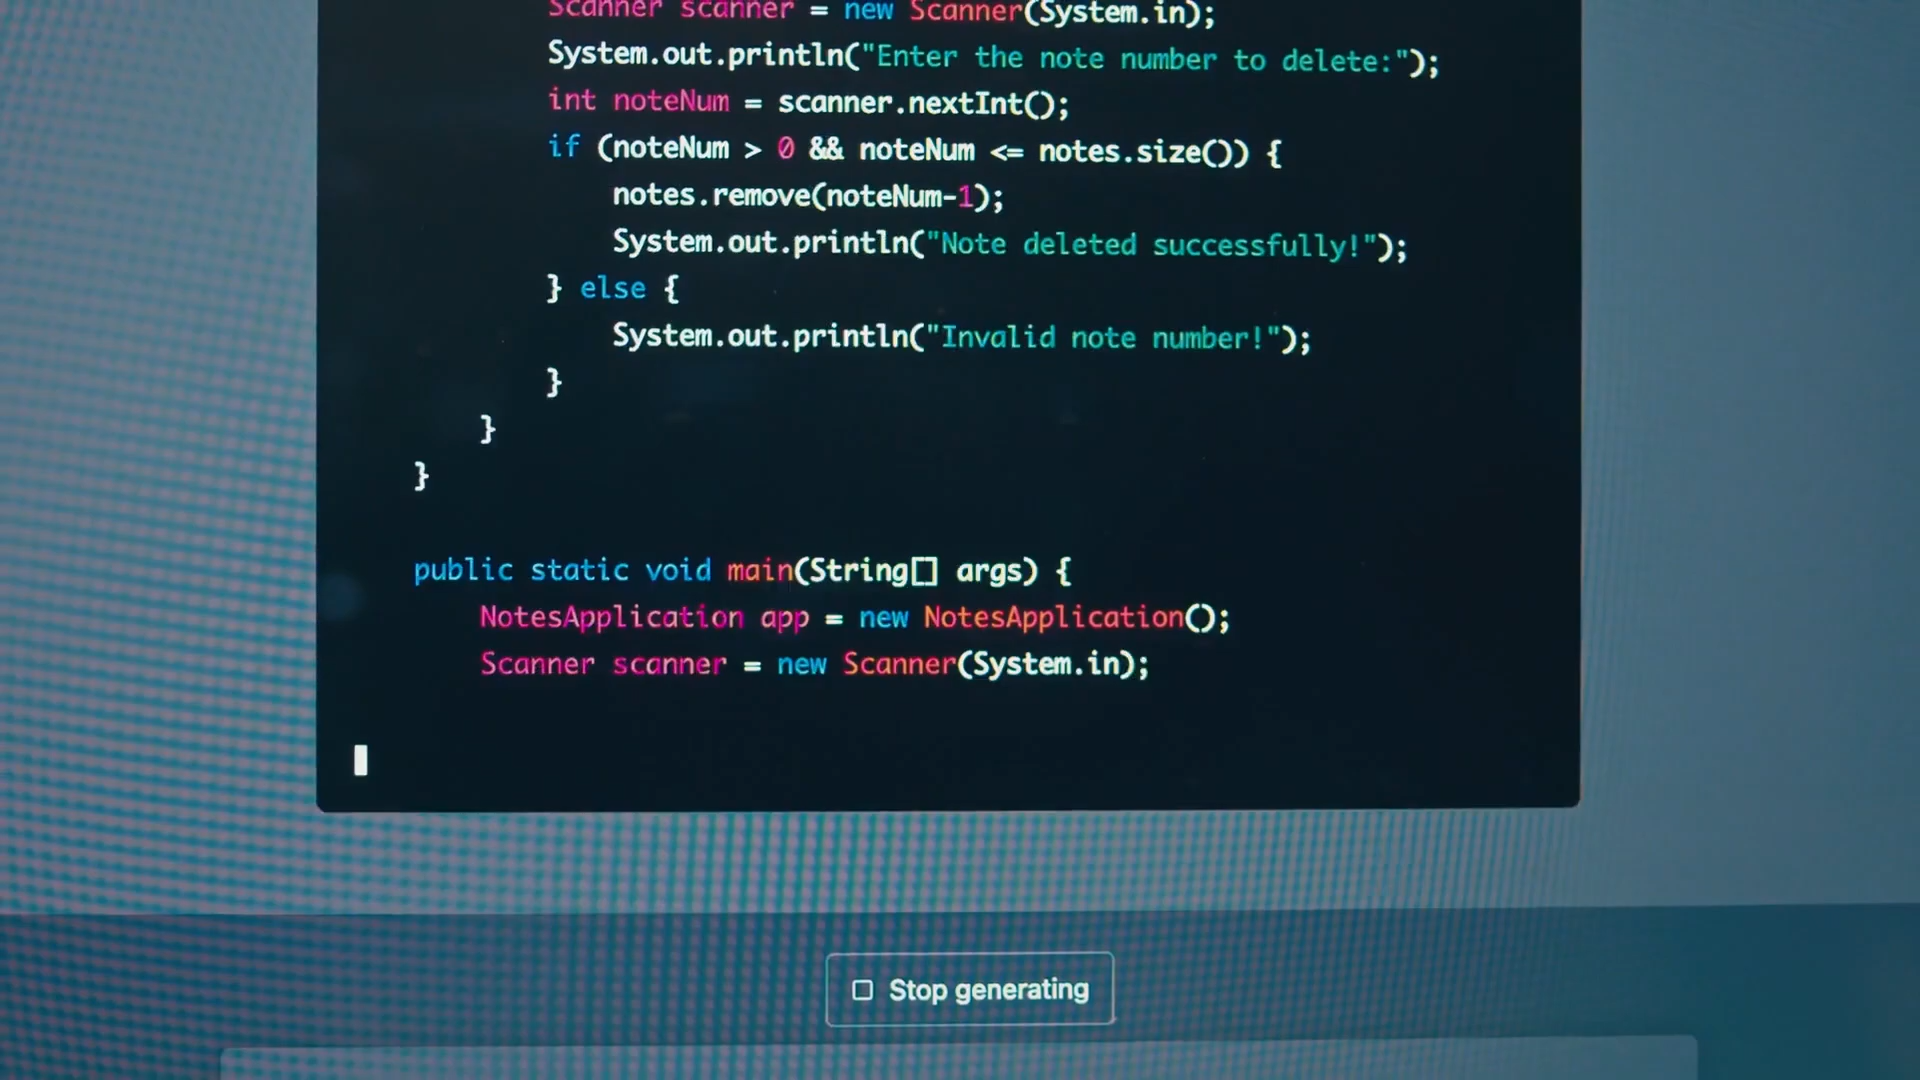 Scanner scanner = new Scanner(System.in);
System.out.println("Enter the note number to delete:");
int noteNum = scanner.nextInt();
if (noteNum > 0 && noteNum <= notes.size()) {
notes.remove(noteNum-1);
System.out.println("Note deleted successfully!");
} else {
System.out.println("Invalid note number!");
}
}
}
public static void main(String[] args) {
NotesApplication app = new NotesApplication();
Scanner scanner = new Scanner(System.in);
Stop generating